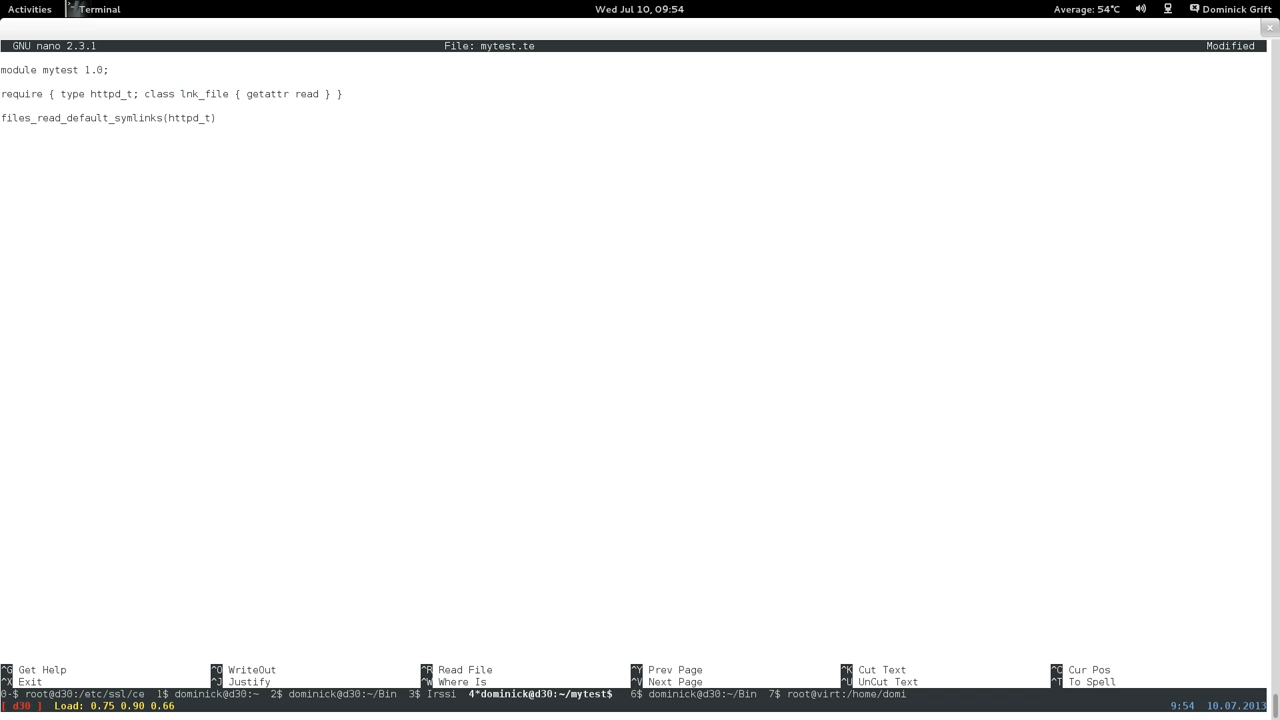 Activities Terminal Wed Jul 10, 09:54 Average: 54°C Dominick Grift
GNU nano 2.3.1 File: mytest.te Modified
module mytest 1.0;
require { type httpd_t; class lnk_file { getattr read } }
files_read_default_symlinks(httpd_t)
^G Get Help ^O WriteOut ^R Read File ^Y Prev Page ^K Cut Text ^C Cur Pos
^X Exit ^J Justify ^W Where Is ^V Next Page ^U UnCut Text ^T To Spell
0-$ root@d30:/etc/ssl/ce 1$ dominick@d30:~ 2$ dominick@d30:~/Bin 3$ Irssi 4*dominick@d30:~/mytest$ 6$ dominick@d30:~/Bin 7$ root@virt:/home/domi
[ d30 ] Load: 0.75 0.90 0.66 9:54 10.07.2013